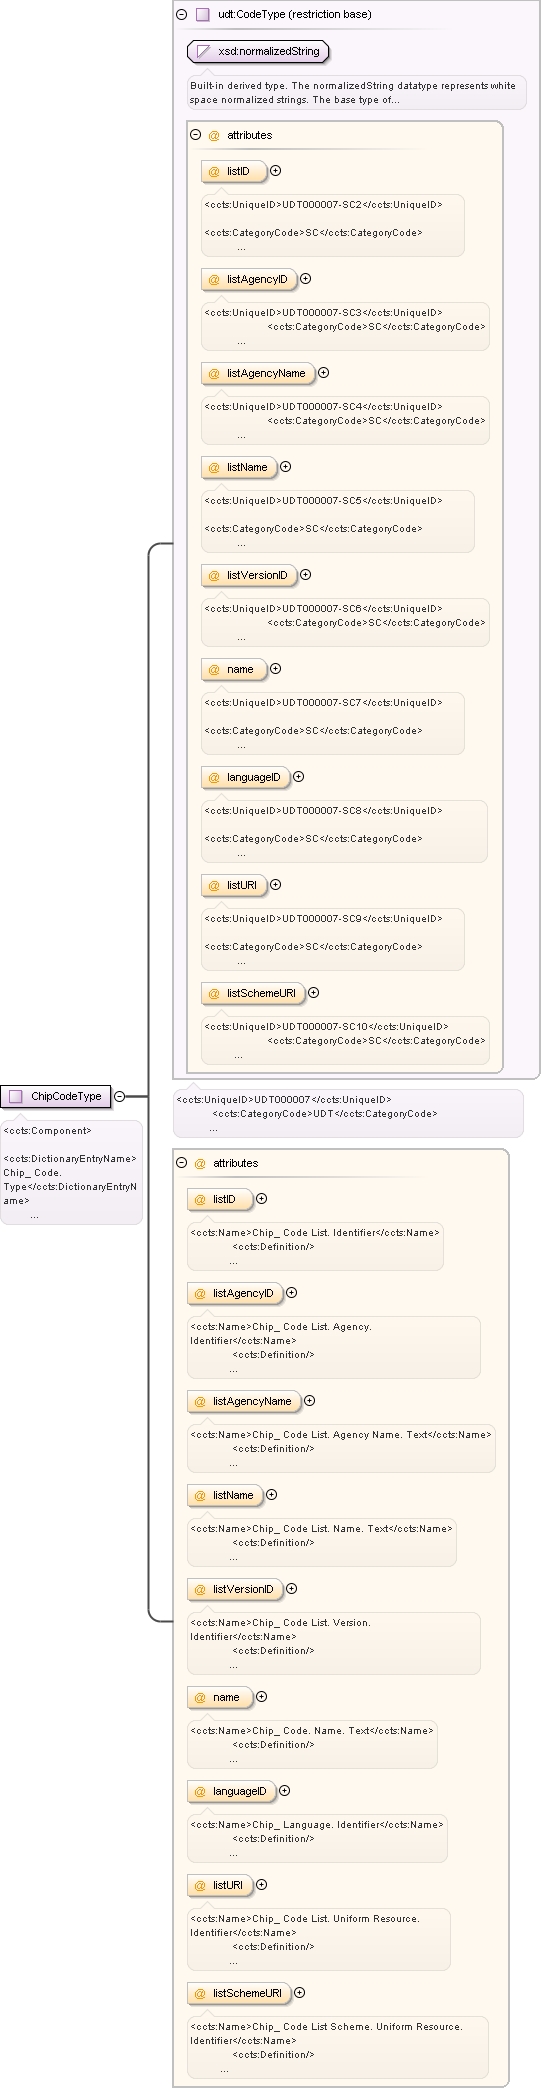 udt:CodeType (restriction base)
xsd:normalizedString
Built-in derived type. The normalizedString datatype represents white
space normalized strings. The base type of...
@ attributes
@ listID
<ccts:UniqueID>UDT000007-SC2</ccts:UniqueID>
<ccts:CategoryCode>SC</ccts:CategoryCode>
...
@ listAgencyID
<ccts:UniqueID>UDT000007-SC3</ccts:UniqueID>
<ccts:CategoryCode>SC</ccts:CategoryCode>
...
@ listAgencyName
<ccts:UniqueID>UDT000007-SC4</ccts:UniqueID>
<ccts:CategoryCode>SC</ccts:CategoryCode>
...
@ listName
<ccts:UniqueID>UDT000007-SC5</ccts:UniqueID>
<ccts:CategoryCode>SC</ccts:CategoryCode>
...
@ listVersionID
<ccts:UniqueID>UDT000007-SC6</ccts:UniqueID>
<ccts:CategoryCode>SC</ccts:CategoryCode>
...
@ name
<ccts:UniqueID>UDT000007-SC7</ccts:UniqueID>
<ccts:CategoryCode>SC</ccts:CategoryCode>
...
@ languageID
<ccts:UniqueID>UDT000007-SC8</ccts:UniqueID>
<ccts:CategoryCode>SC</ccts:CategoryCode>
...
@ listURI
<ccts:UniqueID>UDT000007-SC9</ccts:UniqueID>
<ccts:CategoryCode>SC</ccts:CategoryCode>
...
@ listSchemeURI
<ccts:UniqueID>UDT000007-SC10</ccts:UniqueID>
<ccts:CategoryCode>SC</ccts:CategoryCode>
...
<ccts:UniqueID>UDT000007</ccts:UniqueID>
<ccts:CategoryCode>UDT</ccts:CategoryCode>
...
ChipCodeType
<ccts:Component>
<ccts:DictionaryEntryName>
Chip_ Code.
Type</ccts:DictionaryEntryN
ame>
...
@ attributes
@ listID
<ccts:Name>Chip_ Code List. Identifier</ccts:Name>
<ccts:Definition/>
...
@ listAgencyID
<ccts:Name>Chip_ Code List. Agency.
Identifier</ccts:Name>
<ccts:Definition/>
...
@ listAgencyName
<ccts:Name>Chip_ Code List. Agency Name. Text</ccts:Name>
<ccts:Definition/>
...
@ listName
<ccts:Name>Chip_ Code List. Name. Text</ccts:Name>
<ccts:Definition/>
...
@ listVersionID
<ccts:Name>Chip_ Code List. Version.
Identifier</ccts:Name>
<ccts:Definition/>
...
@ name
<ccts:Name>Chip_ Code. Name. Text</ccts:Name>
<ccts:Definition/>
...
@ languageID
<ccts:Name>Chip_ Language. Identifier</ccts:Name>
<ccts:Definition/>
...
@ listURI
<ccts:Name>Chip_ Code List. Uniform Resource.
Identifier</ccts:Name>
<ccts:Definition/>
...
@ listSchemeURI
<ccts:Name>Chip_ Code List Scheme. Uniform Resource.
Identifier</ccts:Name>
<ccts:Definition/>
...